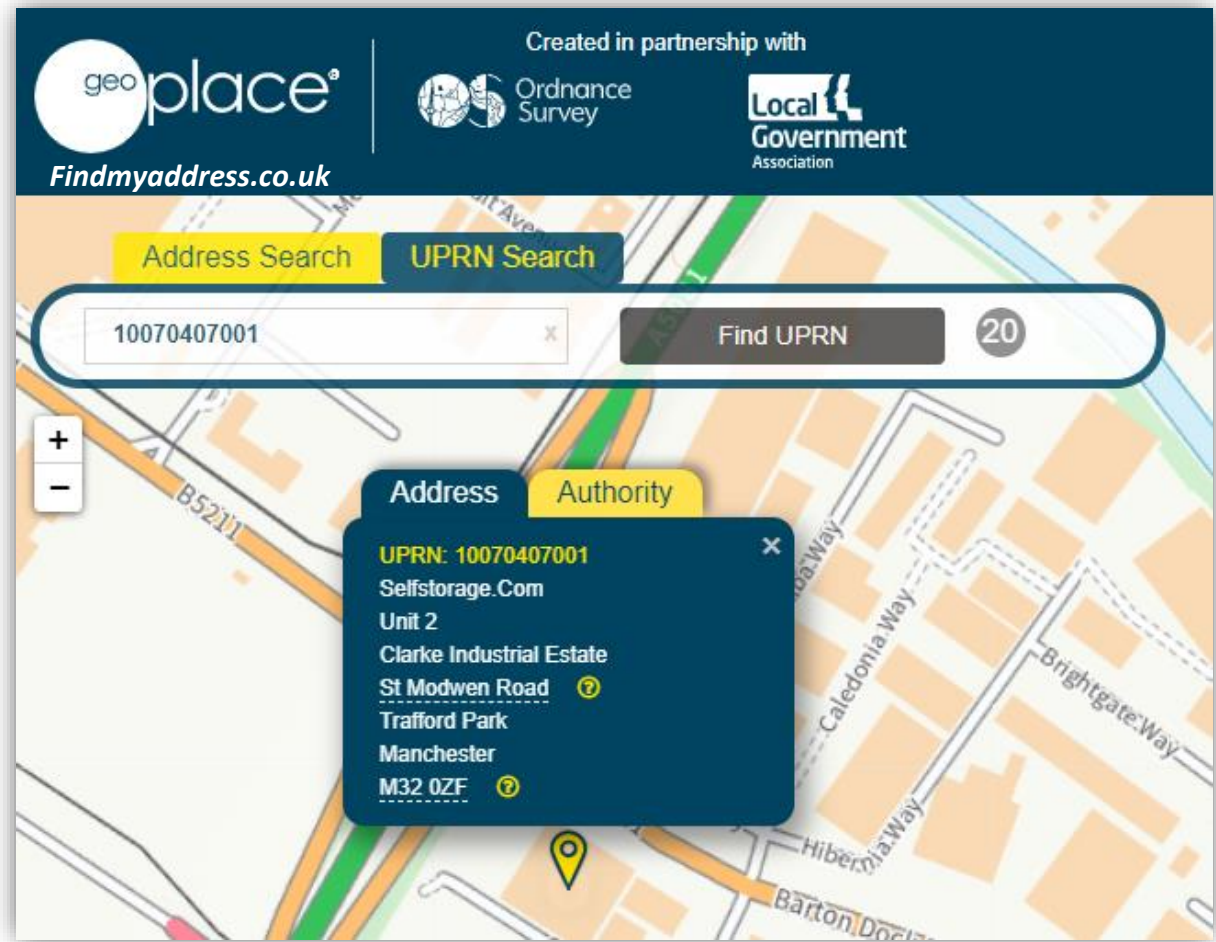 geoplace®
Created in partnership with
Ordnance
Survey
Local
Government
Association
Findmyaddress.co.uk
Address Search
UPRN Search
10070407001 x
Find UPRN
20
A5081
+
−
B5211
Address
Authority
UPRN: 10070407001 ×
Selfstorage.Com
Unit 2
Clarke Industrial Estate
St Modwen Road ?
Trafford Park
Manchester
M32 0ZF ?
Caledonia Way
Brightgate Way
Hibernia Way
Barton Dock